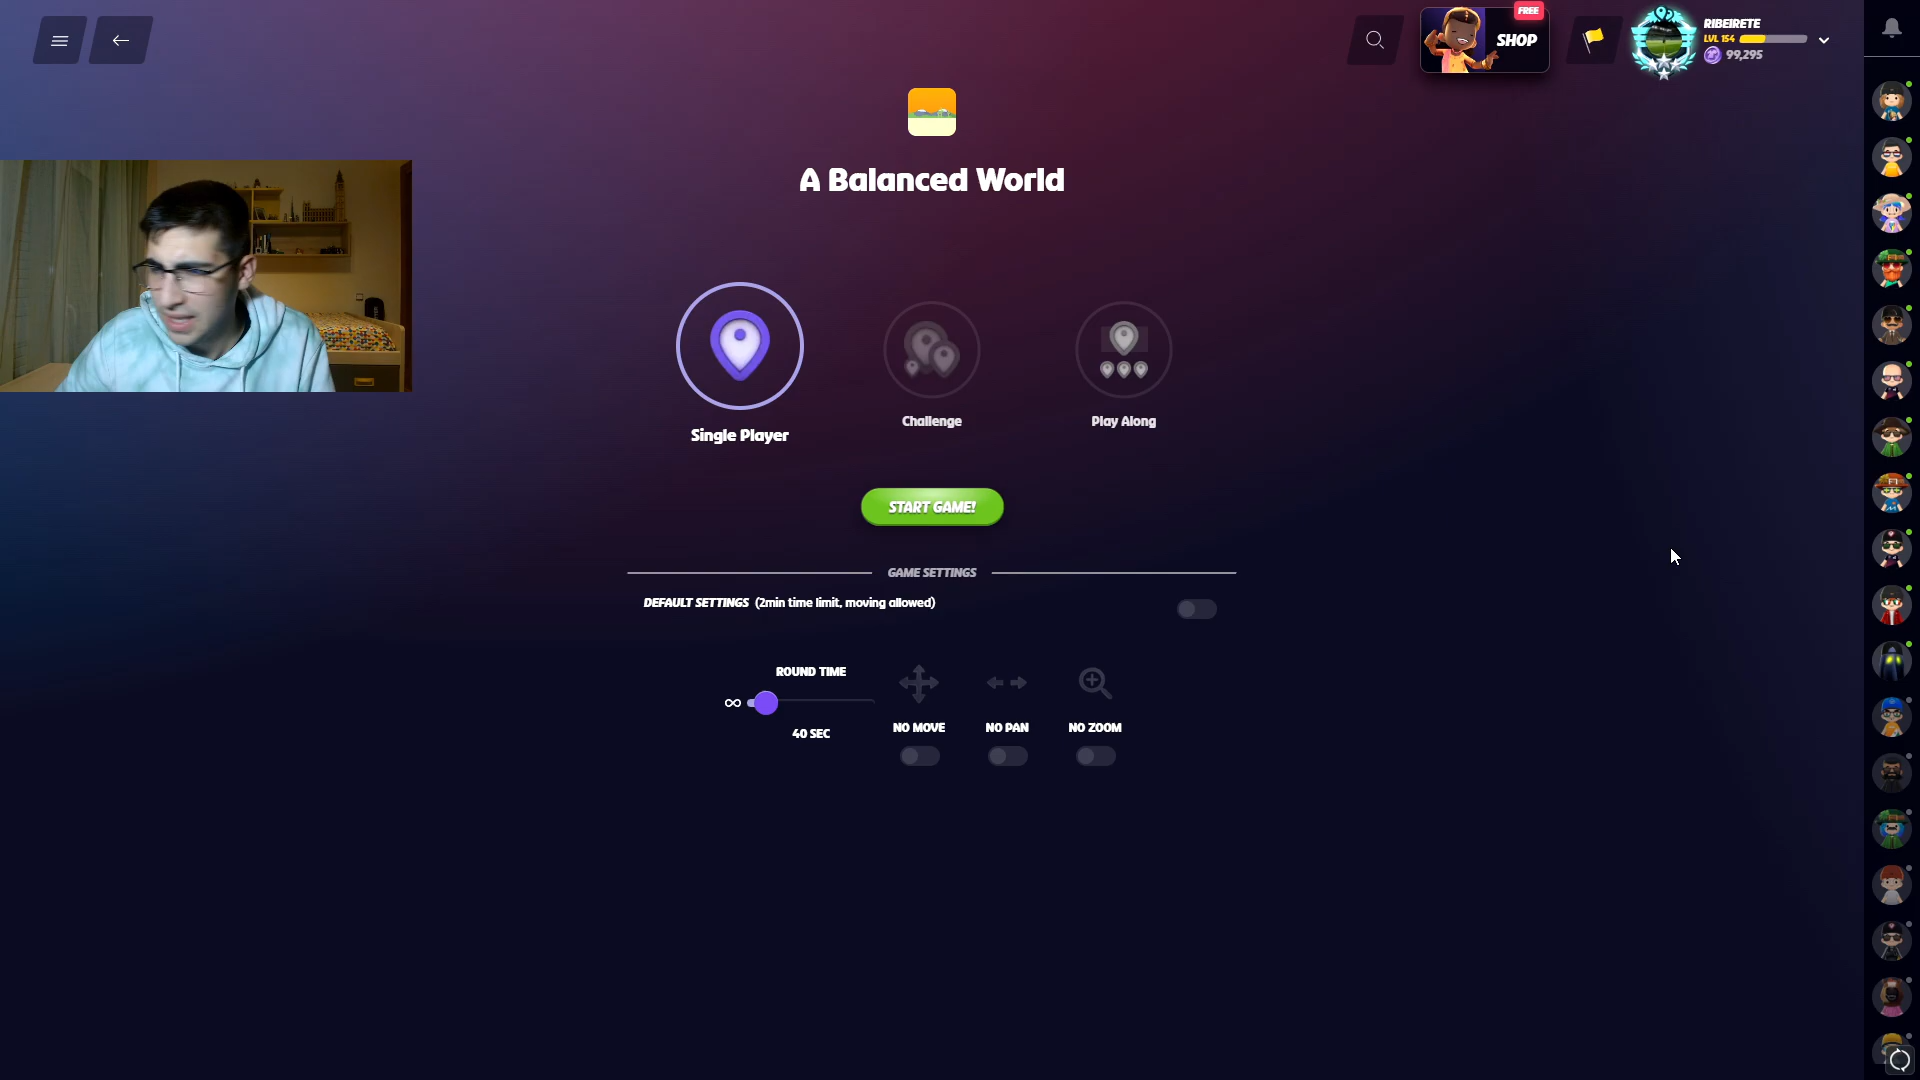 FREE
SHOP
RIBEIRETE
LVL 154
99,295
A Balanced World
Single Player
Challenge
Play Along
START GAME!
GAME SETTINGS
DEFAULT SETTINGS (2min time limit, moving allowed)
ROUND TIME
∞
40 SEC
NO MOVE
NO PAN
NO ZOOM